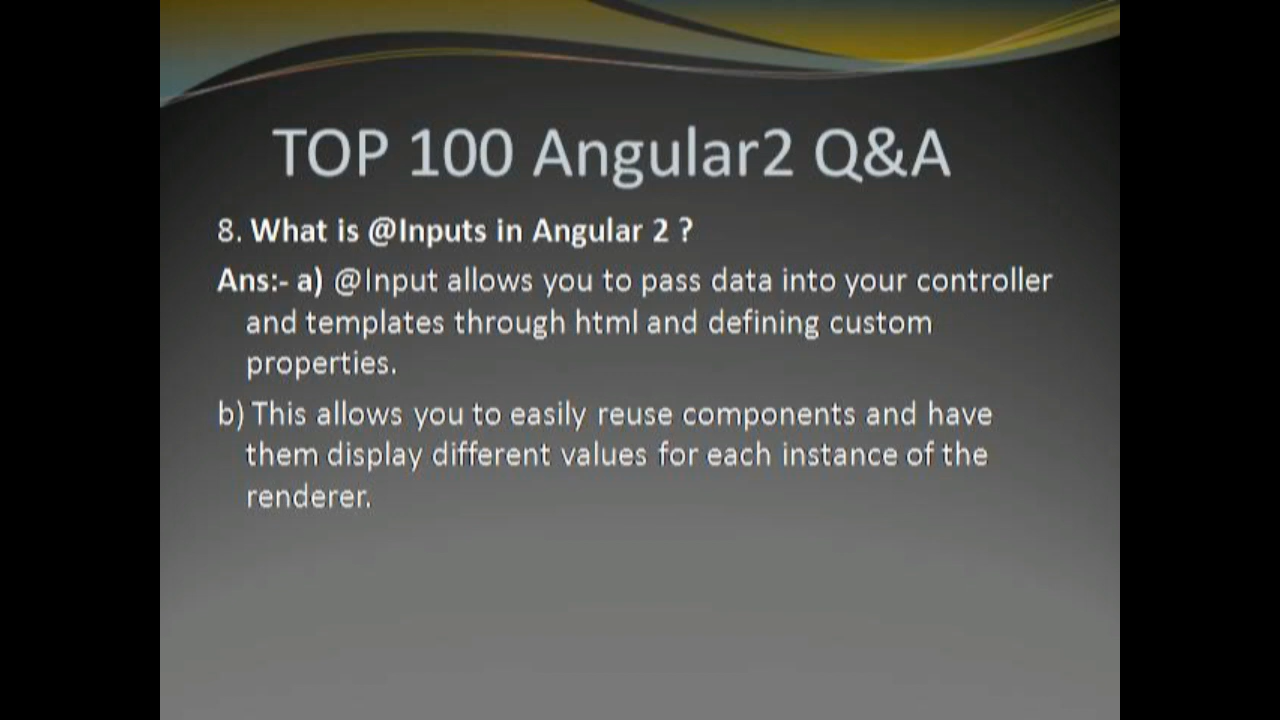 TOP 100 Angular2 Q&A
8. What is @Inputs in Angular 2 ?
Ans:- a) @Input allows you to pass data into your controller
and templates through html and defining custom
properties.
b) This allows you to easily reuse components and have
them display different values for each instance of the
renderer.